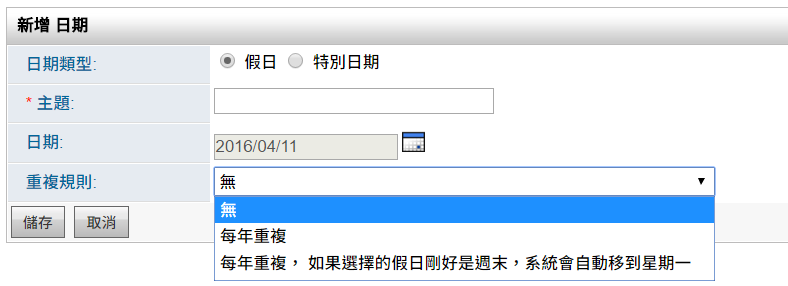 新增 日期
日期類型: 假日 特別日期
* 主題:
日期: 2016/04/11
重複規則: 無
無
儲存 取消
每年重複
每年重複， 如果選擇的假日剛好是週末，系統會自動移到星期一